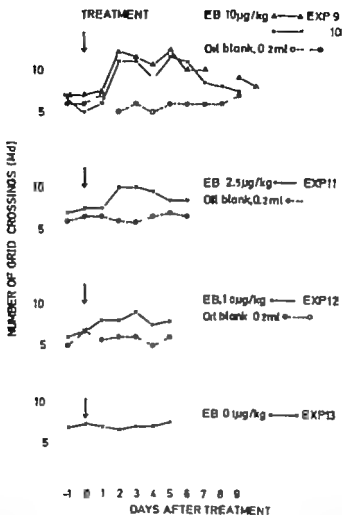 TREATMENT
EB 10µg/kg EXP 9
10
Oil blank, 0.2ml
10
5
EB 2.5µg/kg EXP11
Oil blank, 0.2ml
10
5
EB, 1.0µg/kg EXP12
Oil blank 0.2ml
10
5
EB 0.1µg/kg EXP13
10
5
NUMBER OF GRID CROSSINGS (Md)
-1 0 1 2 3 4 5 6 7 8 9
DAYS AFTER TREATMENT